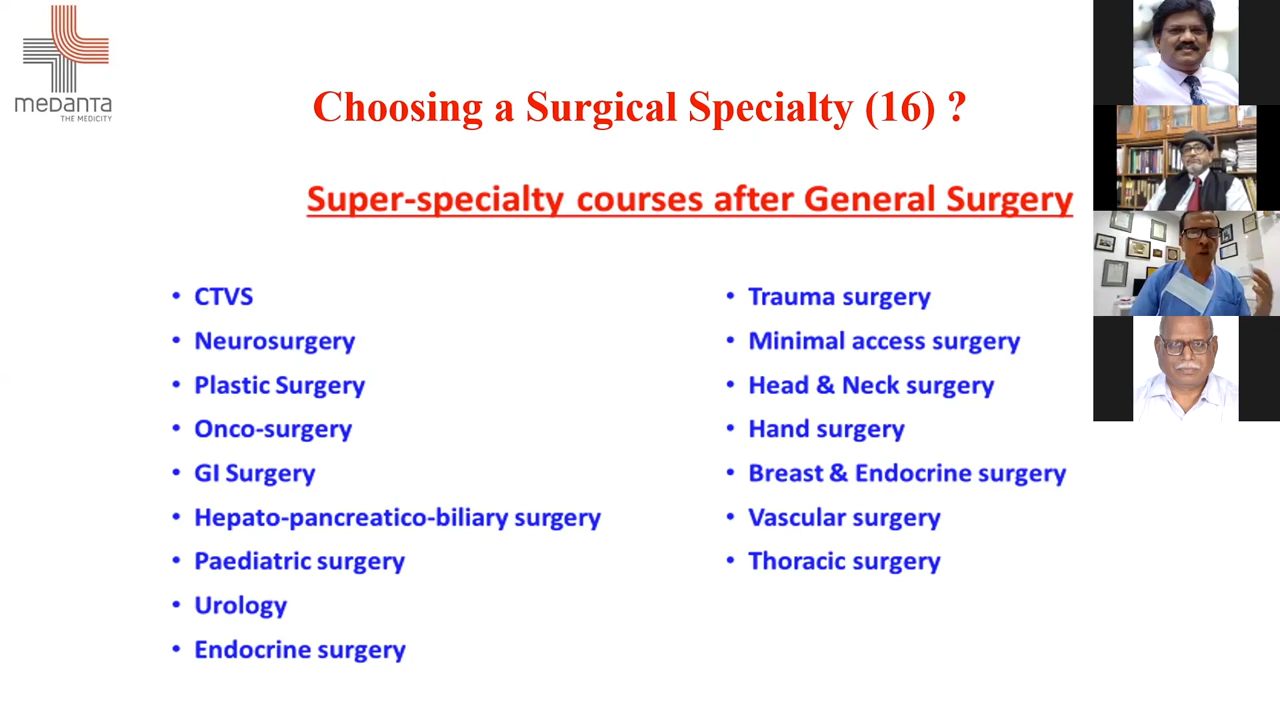 medanta
THE MEDICITY
Choosing a Surgical Specialty (16) ?
Super-specialty courses after General Surgery
• CTVS
• Neurosurgery
• Plastic Surgery
• Onco-surgery
• GI Surgery
• Hepato-pancreatico-biliary surgery
• Paediatric surgery
• Urology
• Endocrine surgery
• Trauma surgery
• Minimal access surgery
• Head & Neck surgery
• Hand surgery
• Breast & Endocrine surgery
• Vascular surgery
• Thoracic surgery